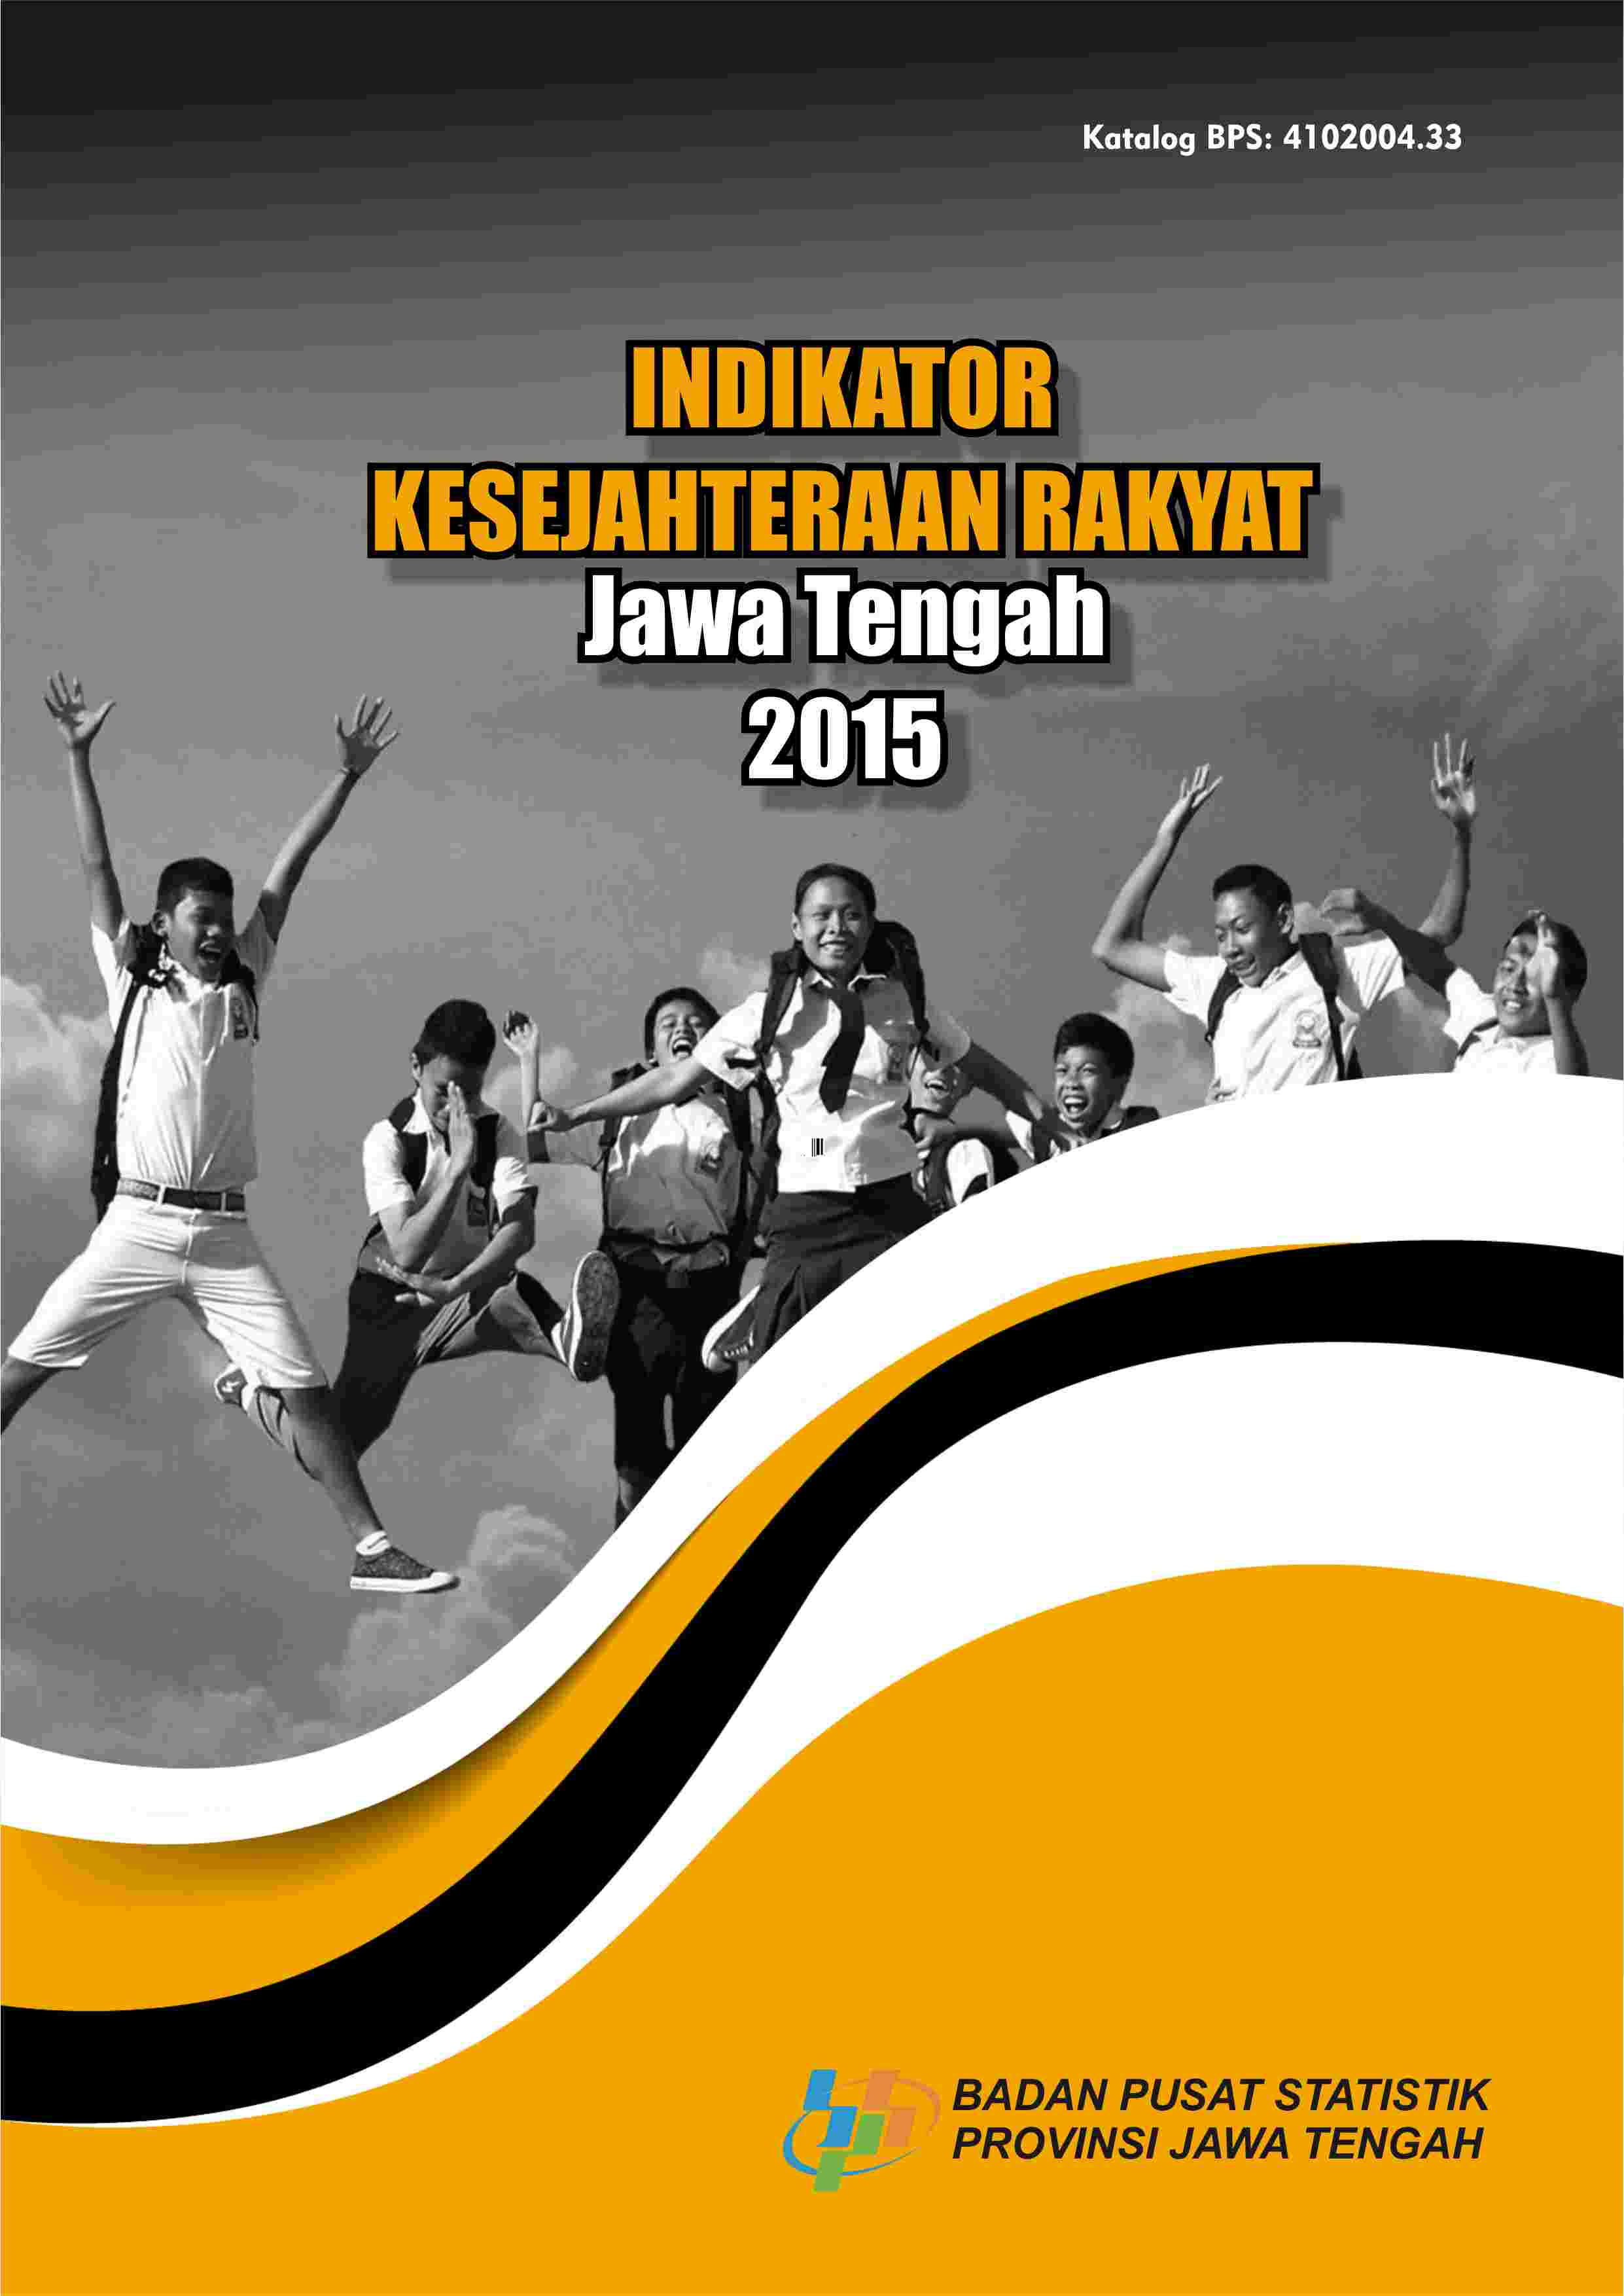 Katalog BPS: 4102004.33
INDIKATOR
KESEJAHTERAAN RAKYAT
Jawa Tengah
2015
BADAN PUSAT STATISTIK
PROVINSI JAWA TENGAH